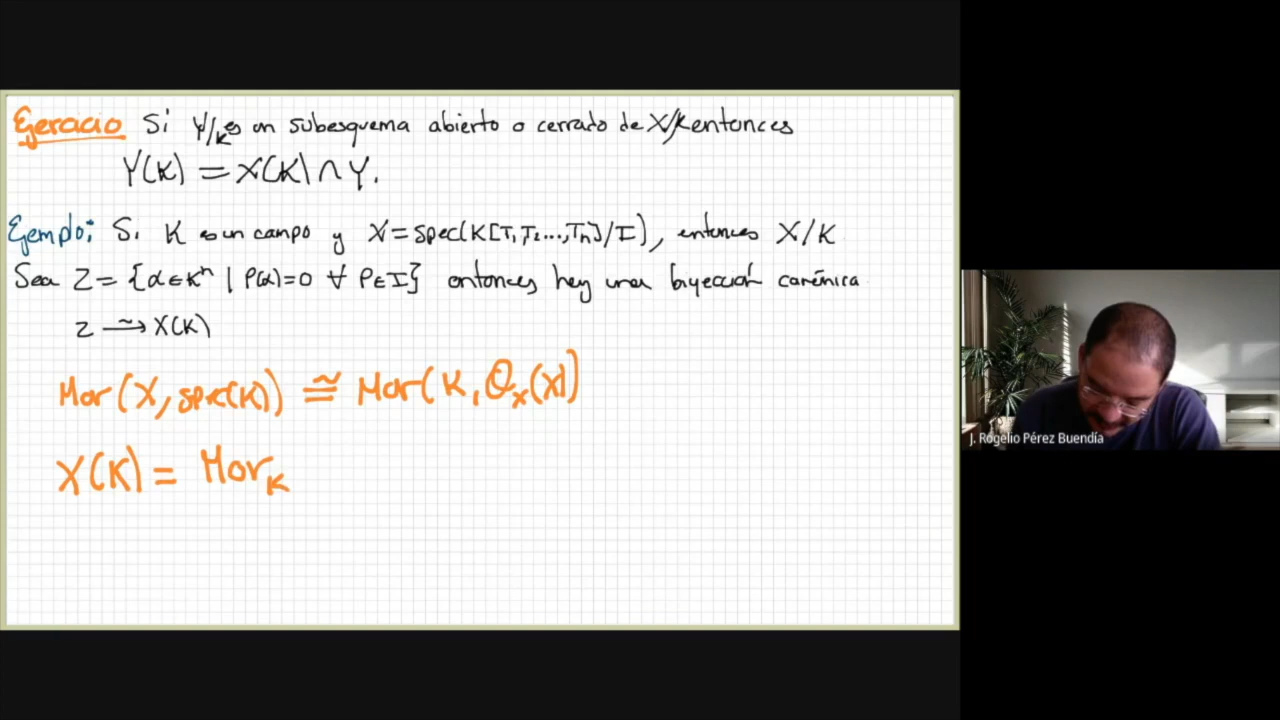 Ejercicio Si Y/K es un subesquema abierto o cerrado de X/K entonces
Y(K) = X(K) ∩ Y.
Ejemplo: Si K es un campo y X = Spec(K[T₁,T₂...,Tₙ]/I), entonces X/K
Sea Z = {α ∈ Kⁿ | P(α)=0 ∀ P∈I} entonces hay una biyección canónica
Z ⥲ X(K)
Mor(X, Spec(K)) ≅ Mor(K, O_X(X))
X(K) = Mor_K
J. Rogelio Pérez Buendía